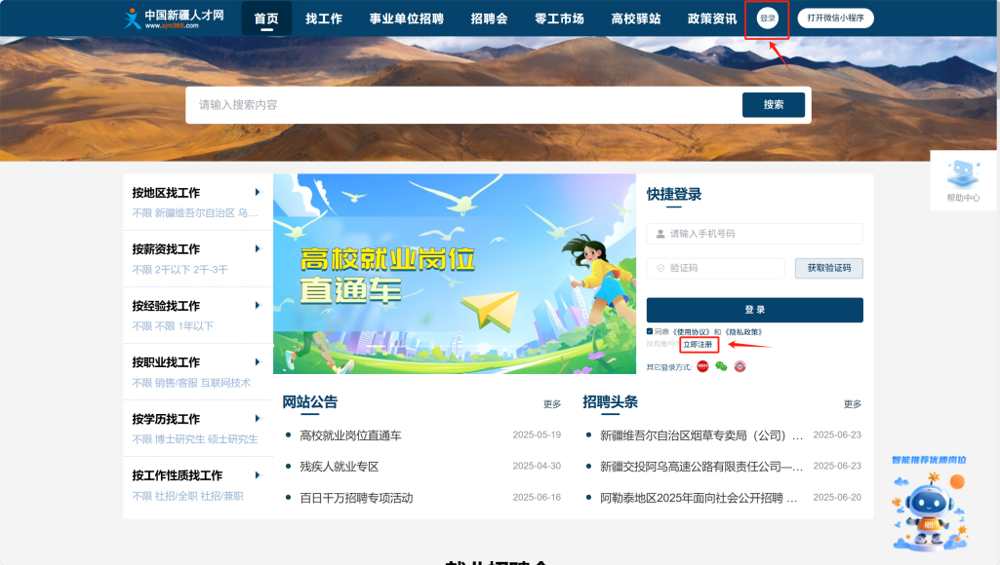 中国新疆人才网
www.xjrc365.com
首页 找工作 事业单位招聘 招聘会 零工市场 高校驿站 政策资讯 登录 打开微信小程序
请输入搜索内容 搜索
帮助中心
按地区找工作
不限 新疆维吾尔自治区 乌...
按薪资找工作
不限 2千以下 2千-3千
按经验找工作
不限 不限 1年以下
按职业找工作
不限 销售/客服 互联网技术
按学历找工作
不限 博士研究生 硕士研究生
按工作性质找工作
不限 社招/全职 社招/兼职
高校就业岗位
直通车
快捷登录
请输入手机号码
验证码 获取验证码
登 录
同意《使用协议》和《隐私政策》
没有账号? 立即注册
其它登录方式:
网站公告 更多
高校就业岗位直通车 2025-05-19
残疾人就业专区 2025-04-30
百日千万招聘专项活动 2025-06-16
招聘头条 更多
新疆维吾尔自治区烟草专卖局（公司）... 2025-06-23
新疆交投阿乌高速公路有限责任公司—... 2025-06-23
阿勒泰地区2025年面向社会公开招聘 ... 2025-06-20
智能推荐优质岗位